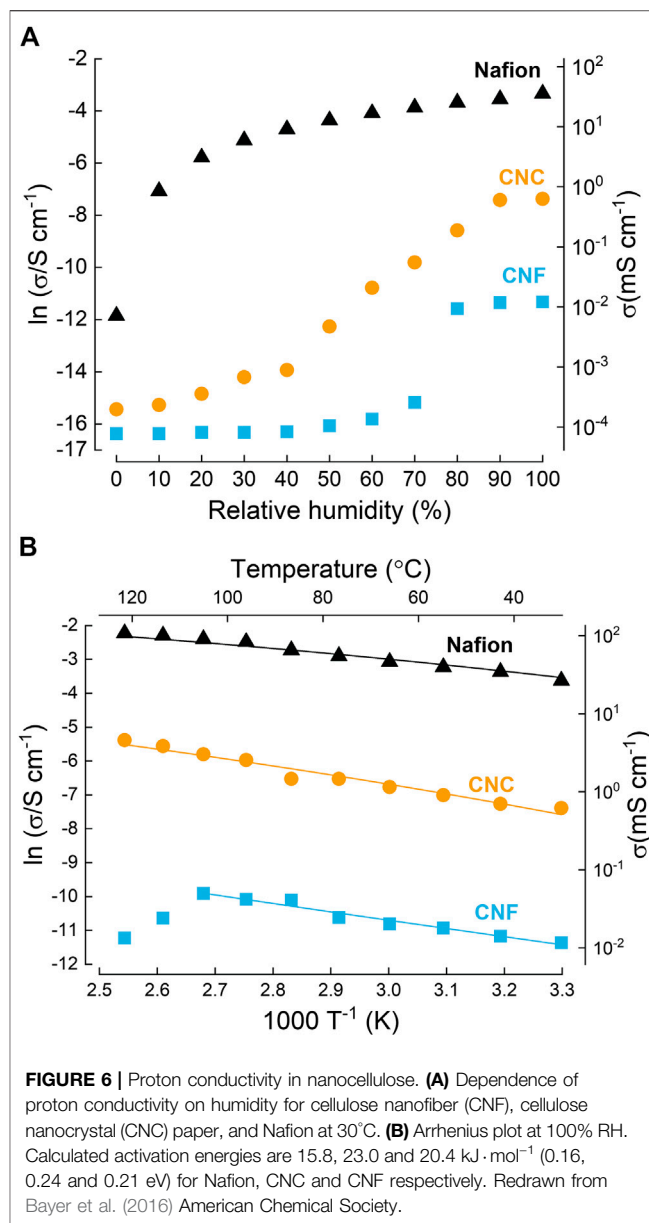 A
-2
-4
-6
-8
-10
-12
-14
-16
-17
ln (σ/S cm⁻¹)
Nafion
CNC
CNF
10²
10¹
10⁰
10⁻¹
10⁻²
10⁻³
10⁻⁴
σ(mS cm⁻¹)
0 10 20 30 40 50 60 70 80 90 100
Relative humidity (%)
B
Temperature (°C)
120 100 80 60 40
-2
-3
-4
-5
-6
-7
-8
-9
-10
-11
-12
ln (σ/S cm⁻¹)
Nafion
CNC
CNF
10²
10¹
10⁰
10⁻¹
10⁻²
σ(mS cm⁻¹)
2.5 2.6 2.7 2.8 2.9 3.0 3.1 3.2 3.3
1000 T⁻¹ (K)
FIGURE 6 | Proton conductivity in nanocellulose. (A) Dependence of
proton conductivity on humidity for cellulose nanofiber (CNF), cellulose
nanocrystal (CNC) paper, and Nafion at 30°C. (B) Arrhenius plot at 100% RH.
Calculated activation energies are 15.8, 23.0 and 20.4 kJ·mol⁻¹ (0.16,
0.24 and 0.21 eV) for Nafion, CNC and CNF respectively. Redrawn from
Bayer et al. (2016) American Chemical Society.